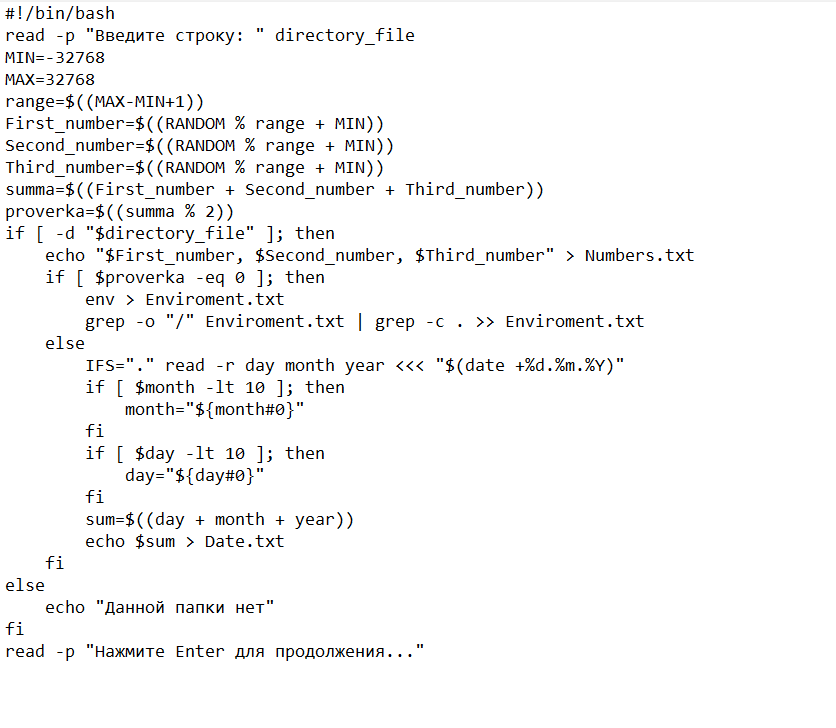 #!/bin/bash
read -p "Введите строку: " directory_file
MIN=-32768
MAX=32768
range=$((MAX-MIN+1))
First_number=$((RANDOM % range + MIN))
Second_number=$((RANDOM % range + MIN))
Third_number=$((RANDOM % range + MIN))
summa=$((First_number + Second_number + Third_number))
proverka=$((summa % 2))
if [ -d "$directory_file" ]; then
    echo "$First_number, $Second_number, $Third_number" > Numbers.txt
    if [ $proverka -eq 0 ]; then
        env > Enviroment.txt
        grep -o "/" Enviroment.txt | grep -c . >> Enviroment.txt
    else
        IFS="." read -r day month year <<< "$(date +%d.%m.%Y)"
        if [ $month -lt 10 ]; then
            month="${month#0}"
        fi
        if [ $day -lt 10 ]; then
            day="${day#0}"
        fi
        sum=$((day + month + year))
        echo $sum > Date.txt
    fi
else
    echo "Данной папки нет"
fi
read -p "Нажмите Enter для продолжения..."